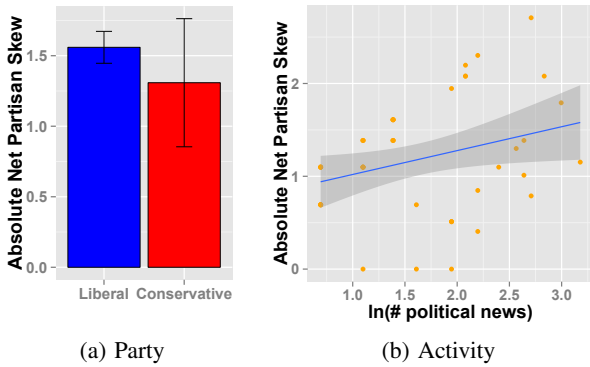 Absolute Net Partisan Skew
1.5
1.0
0.5
0.0
Liberal Conservative
(a) Party
Absolute Net Partisan Skew
2
1
0
1.0 1.5 2.0 2.5 3.0
ln(# political news)
(b) Activity